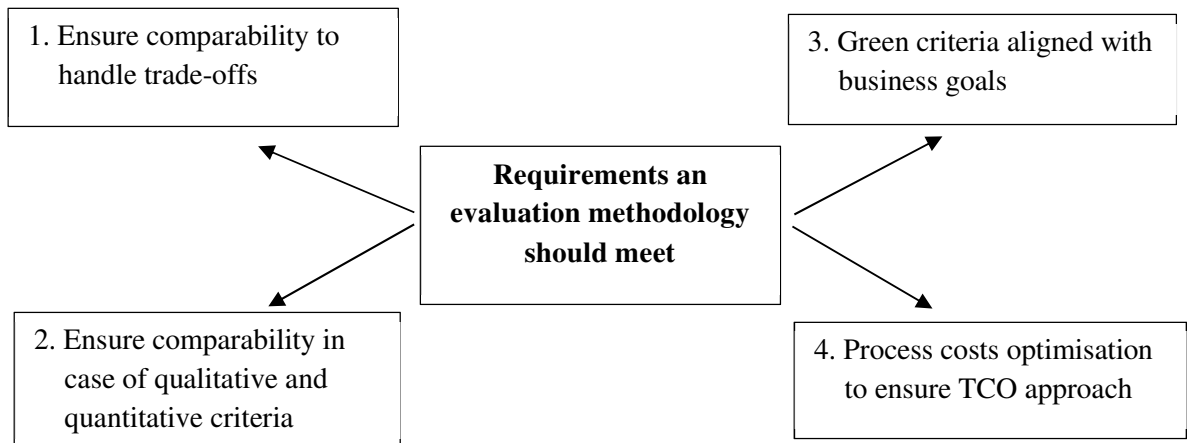 1. Ensure comparability to
handle trade-offs
3. Green criteria aligned with
business goals
Requirements an
evaluation methodology
should meet
2. Ensure comparability in
case of qualitative and
quantitative criteria
4. Process costs optimisation
to ensure TCO approach